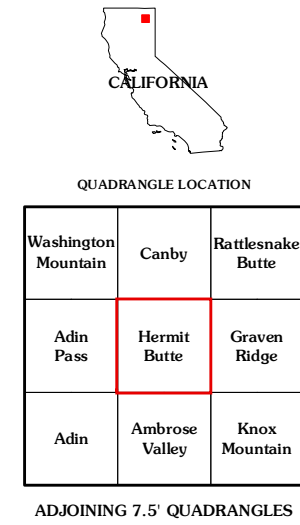 CALIFORNIA
QUADRANGLE LOCATION
Washington
Mountain
Canby
Rattlesnake
Butte
Adin
Pass
Hermit
Butte
Graven
Ridge
Adin
Ambrose
Valley
Knox
Mountain
ADJOINING 7.5' QUADRANGLES